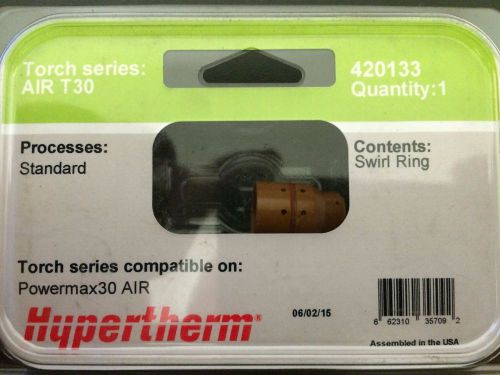 Torch series:
AIR T30
420133
Quantity:1
Processes:
Standard
Contents:
Swirl Ring
Torch series compatible on:
Powermax30 AIR
Hypertherm®
06/02/15
6 62310 35709 2
Assembled in the USA